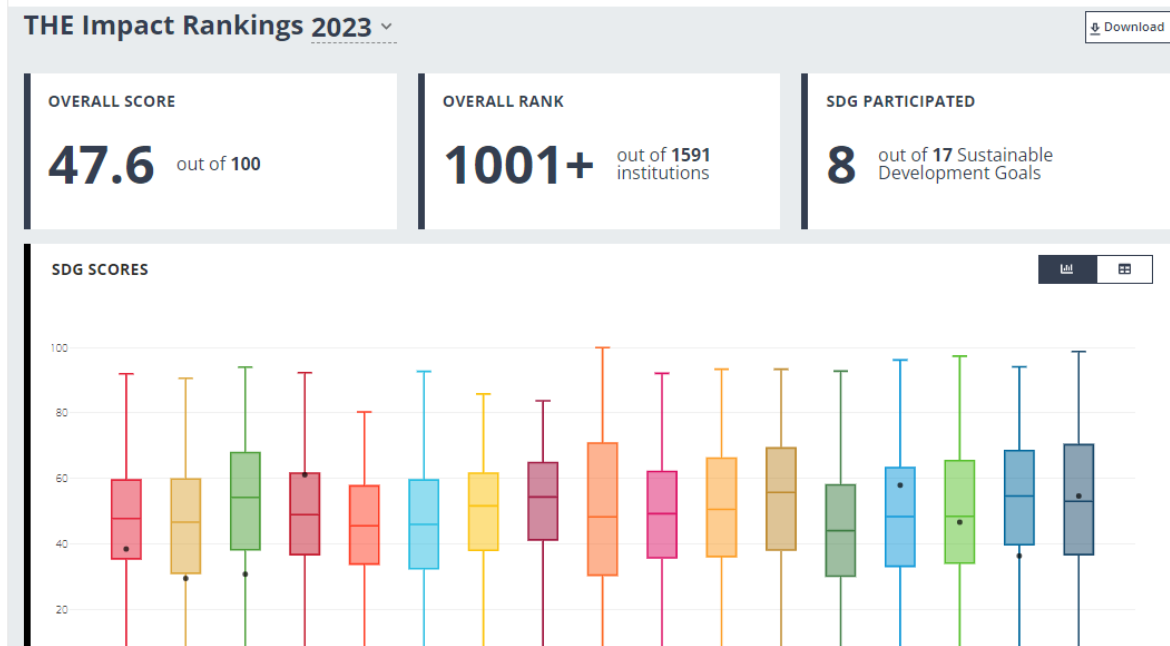 THE Impact Rankings 2023
Download
OVERALL SCORE
47.6 out of 100
OVERALL RANK
1001+ out of 1591
institutions
SDG PARTICIPATED
8 out of 17 Sustainable
Development Goals
SDG SCORES
100
80
60
40
20